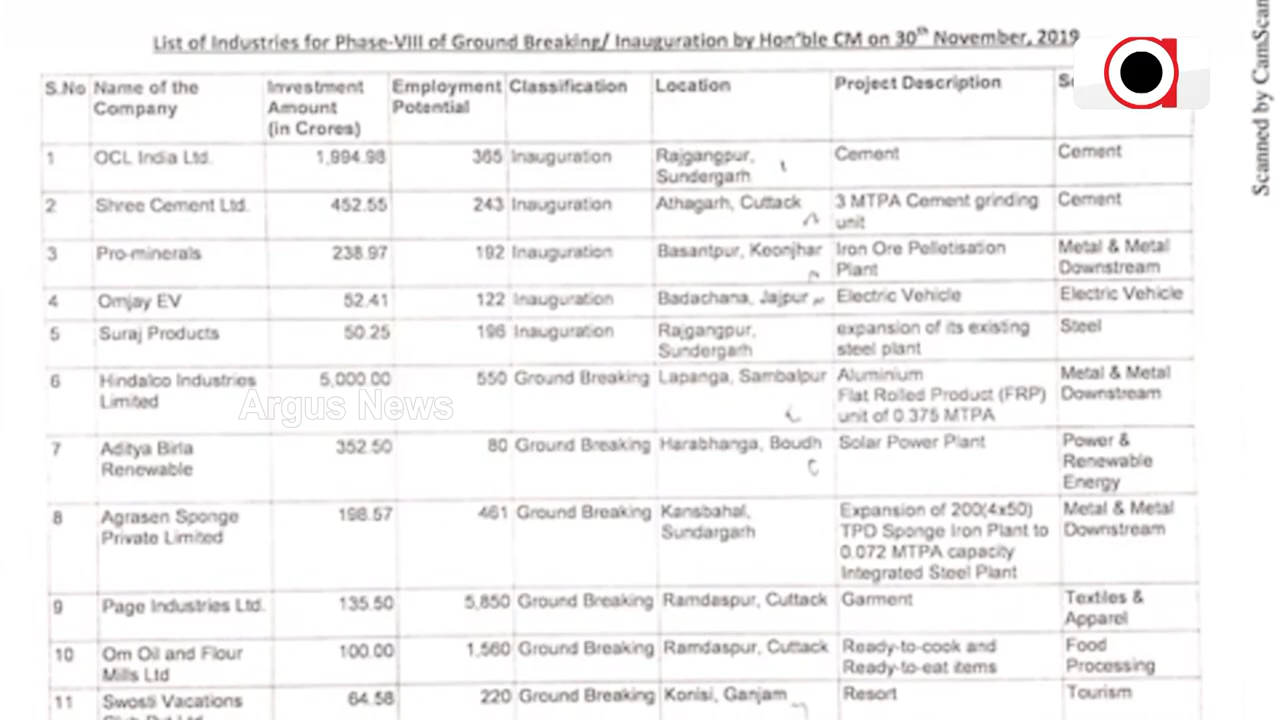 List of Industries for Phase-VIII of Ground Breaking/ Inauguration by Hon'ble CM on 30th November, 2019
S.No Name of the Company Investment Amount (in Crores) Employment Potential Classification Location Project Description
1 OCL India Ltd. 1,994.98 365 Inauguration Rajgangpur, Sundergarh Cement Cement
2 Shree Cement Ltd. 452.55 243 Inauguration Athagarh, Cuttack 3 MTPA Cement grinding unit Cement
3 Pro-minerals 238.97 192 Inauguration Basantpur, Keonjhar Iron Ore Pelletisation Plant Metal & Metal Downstream
4 Omjay EV 52.41 122 Inauguration Badachana, Jajpur Electric Vehicle Electric Vehicle
5 Suraj Products 50.25 196 Inauguration Rajgangpur, Sundergarh expansion of its existing steel plant Steel
6 Hindalco Industries Limited 5,000.00 550 Ground Breaking Lapanga, Sambalpur Aluminium Flat Rolled Product (FRP) unit of 0.375 MTPA Metal & Metal Downstream
7 Aditya Birla Renewable 352.50 80 Ground Breaking Harabhanga, Boudh Solar Power Plant Power & Renewable Energy
8 Agrasen Sponge Private Limited 198.57 461 Ground Breaking Kansbahal, Sundargarh Expansion of 200(4x50) TPD Sponge Iron Plant to 0.072 MTPA capacity Integrated Steel Plant Metal & Metal Downstream
9 Page Industries Ltd. 135.50 5,850 Ground Breaking Ramdaspur, Cuttack Garment Textiles & Apparel
10 Om Oil and Flour Mills Ltd 100.00 1,560 Ground Breaking Ramdaspur, Cuttack Ready-to-cook and Ready-to-eat items Food Processing
11 Swosti Vacations 64.58 220 Ground Breaking Konisi, Ganjam Resort Tourism
Argus News
Scanned by CamScan